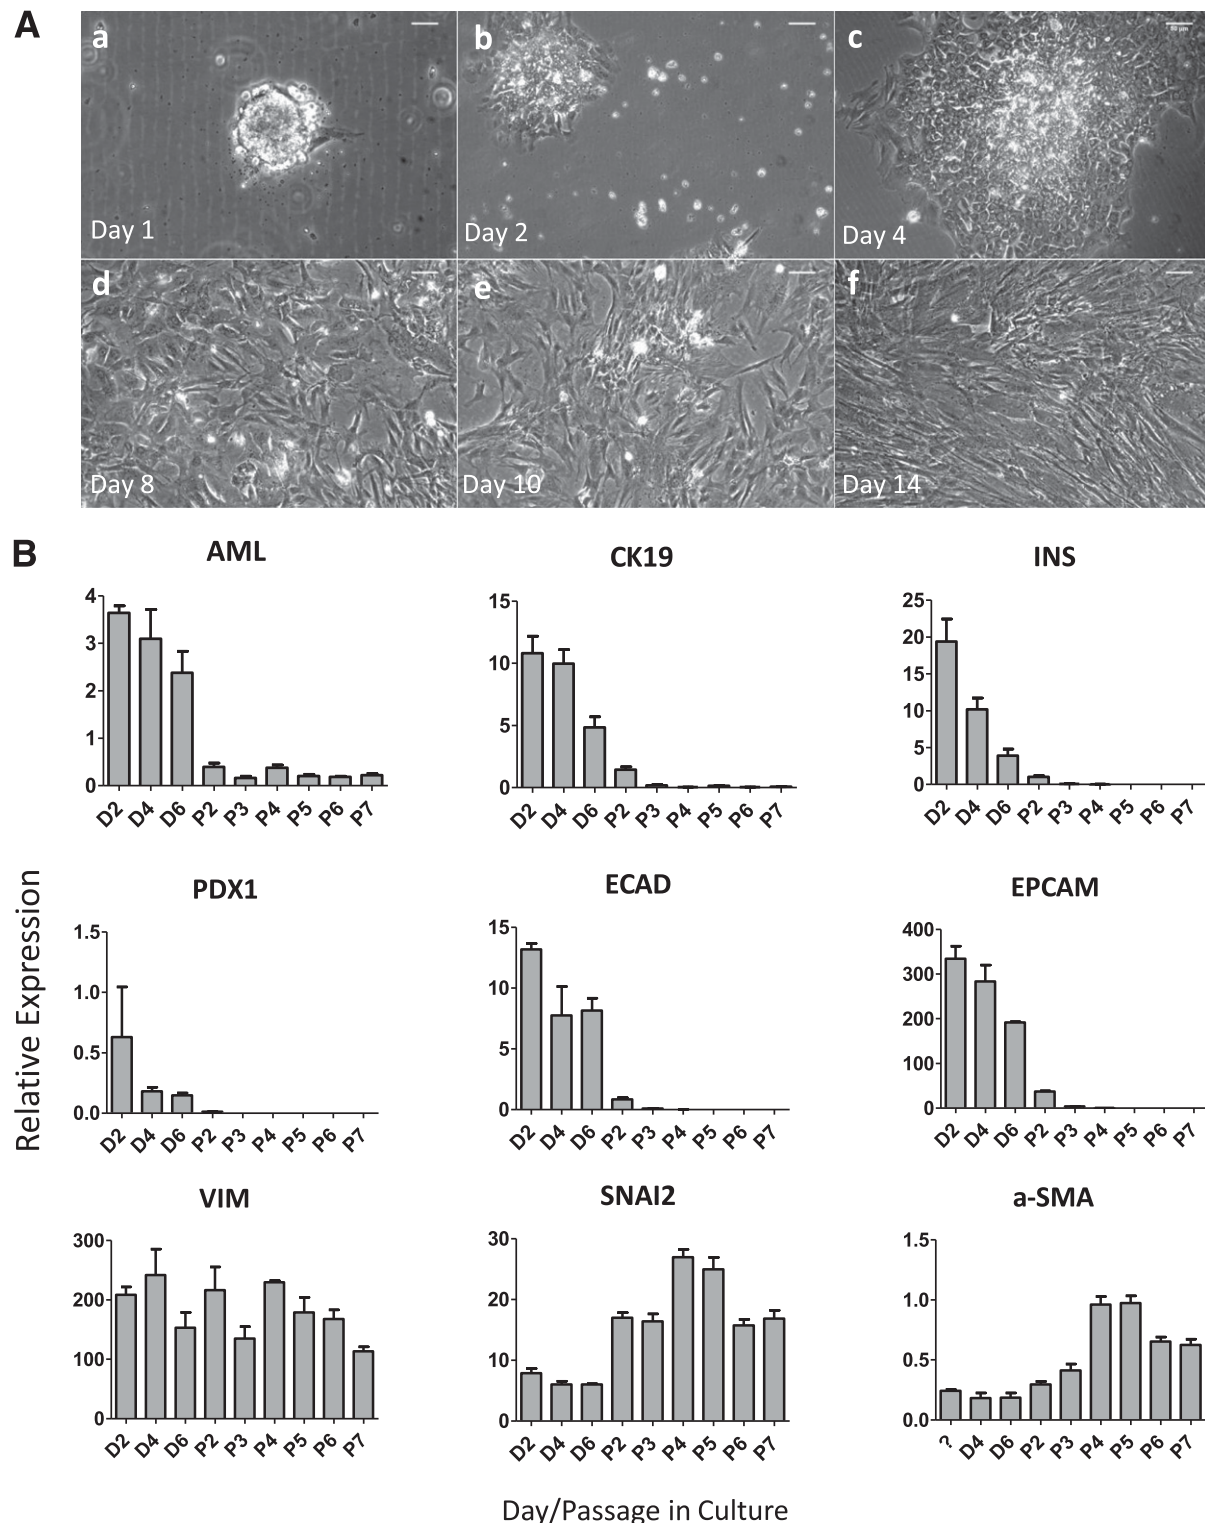 A
a
b
c
50 µm
Day 1
Day 2
Day 4
d
e
f
Day 8
Day 10
Day 14
B
Relative Expression
AML
4
3
2
1
0
D2 D4 D6 P2 P3 P4 P5 P6 P7
CK19
15
10
5
0
D2 D4 D6 P2 P3 P4 P5 P6 P7
INS
25
20
15
10
5
0
D2 D4 D6 P2 P3 P4 P5 P6 P7
PDX1
1.5
1.0
0.5
0.0
D2 D4 D6 P2 P3 P4 P5 P6 P7
ECAD
15
10
5
0
D2 D4 D6 P2 P3 P4 P5 P6 P7
EPCAM
400
300
200
100
0
D2 D4 D6 P2 P3 P4 P5 P6 P7
VIM
300
200
100
0
D2 D4 D6 P2 P3 P4 P5 P6 P7
SNAI2
30
20
10
0
D2 D4 D6 P2 P3 P4 P5 P6 P7
a-SMA
1.5
1.0
0.5
0.0
? D4 D6 P2 P3 P4 P5 P6 P7
Day/Passage in Culture